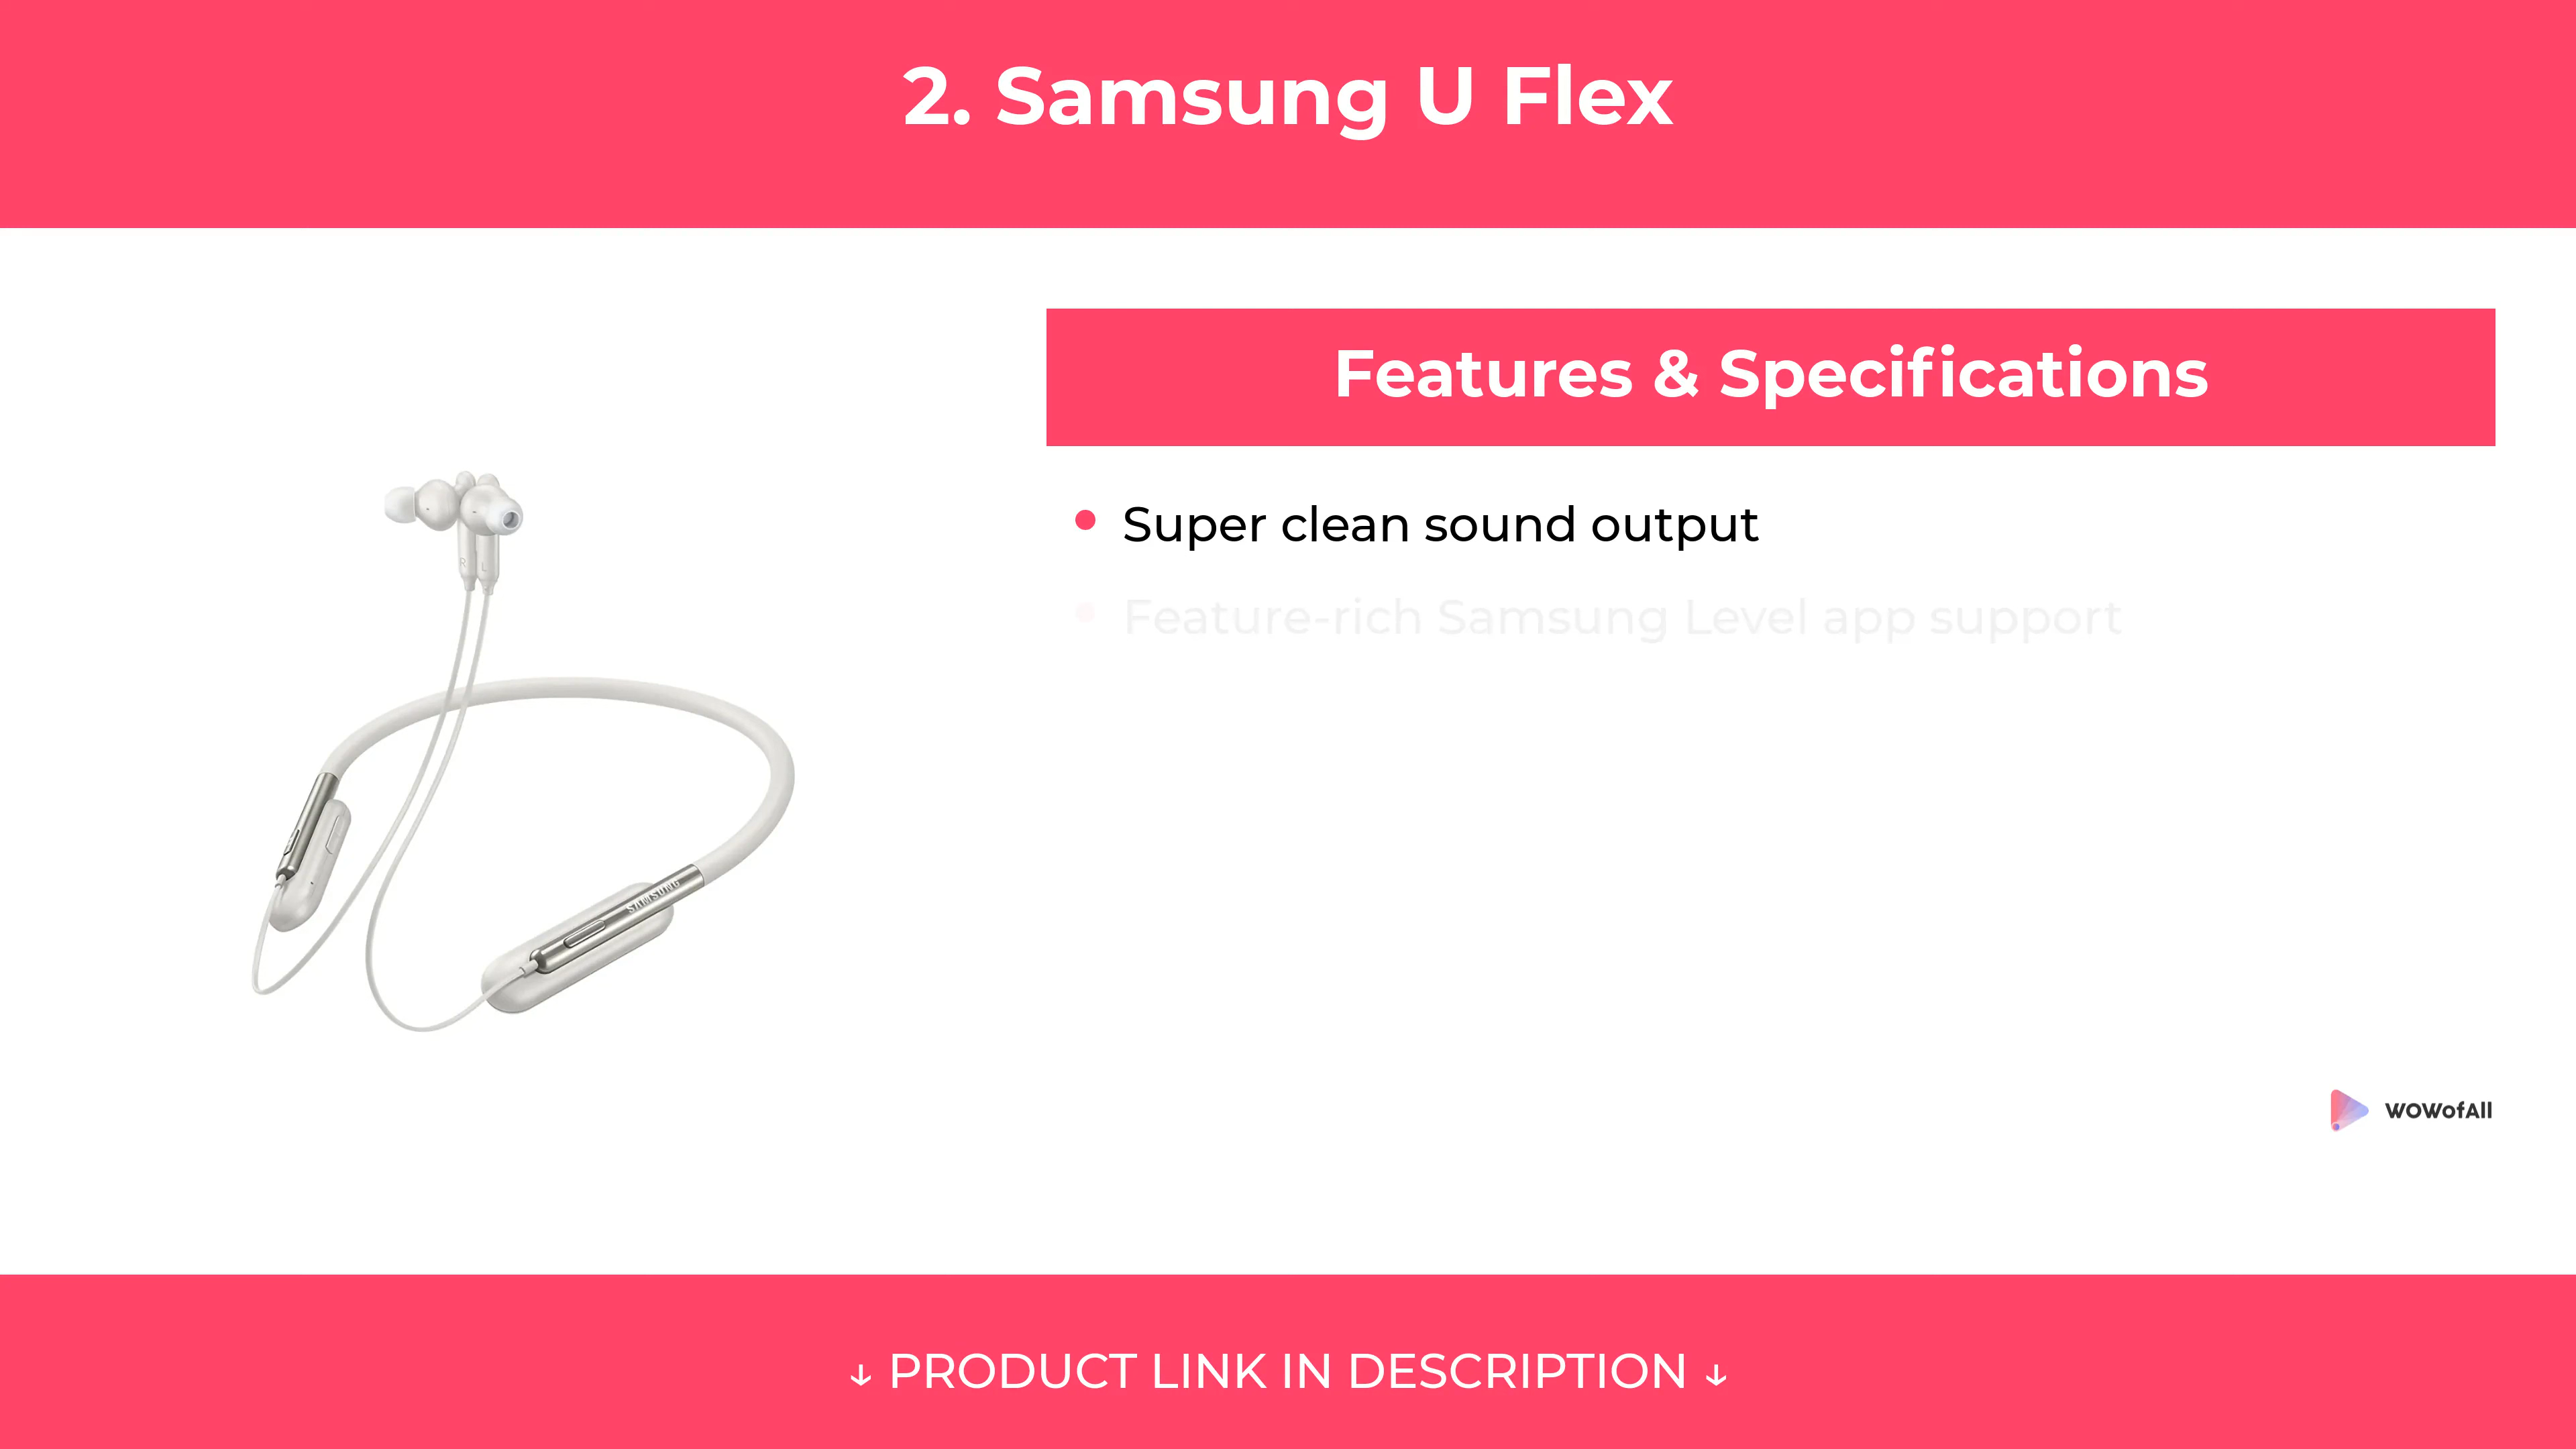 2. Samsung U Flex
Features & Specifications
Super clean sound output
Feature-rich Samsung Level app support
R L
SAMSUNG
WOWofAll
↓ PRODUCT LINK IN DESCRIPTION ↓